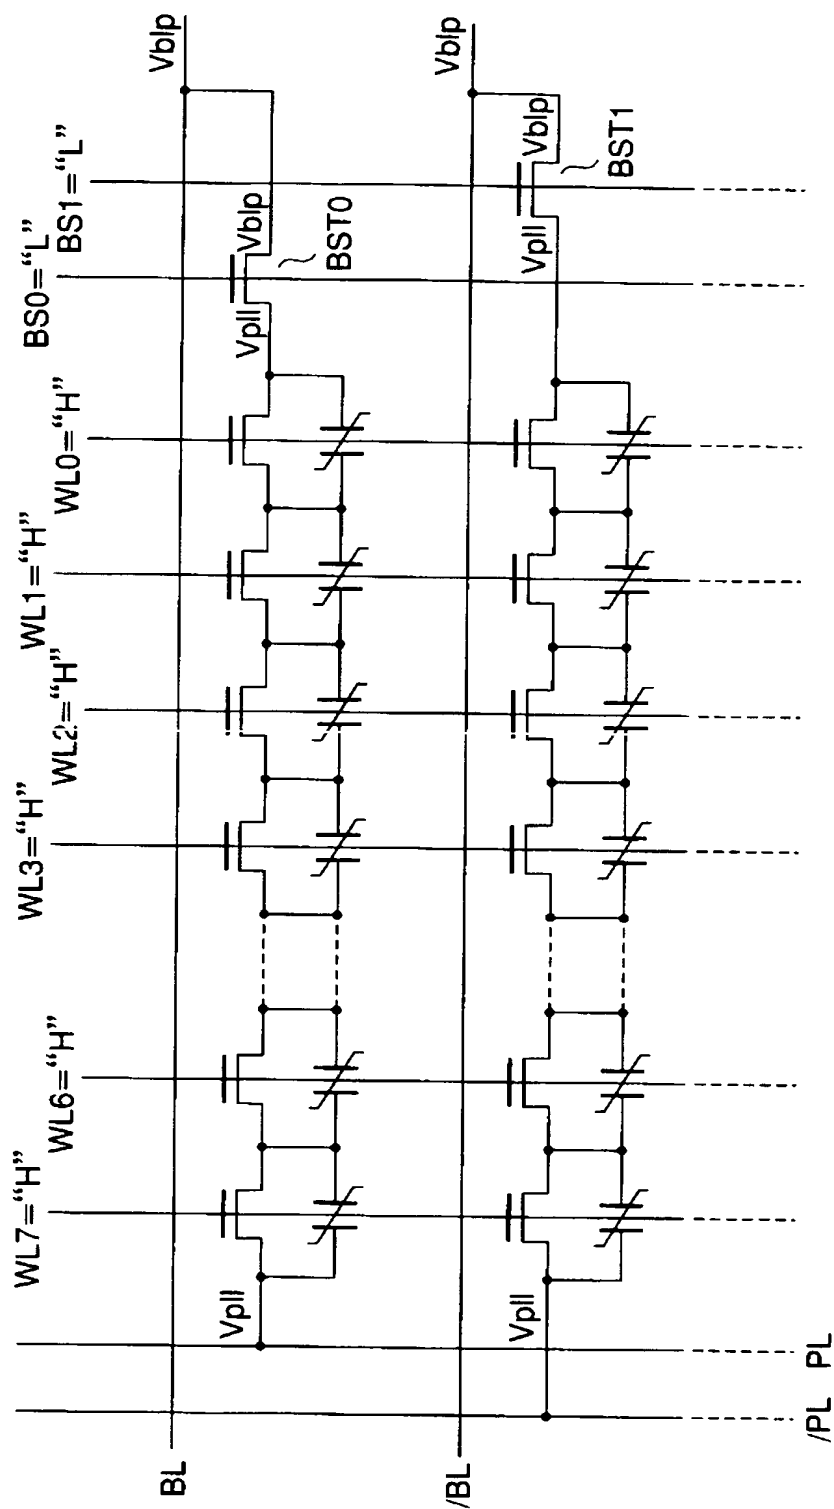 Vblp
Vblp
BS1="L"
BS0="L"
Vblp
BST0
Vblp
BST1
Vpll
Vpll
WL0="H"
WL1="H"
WL2="H"
WL3="H"
WL6="H"
WL7="H"
Vpll
Vpll
PL
/PL
BL
/BL